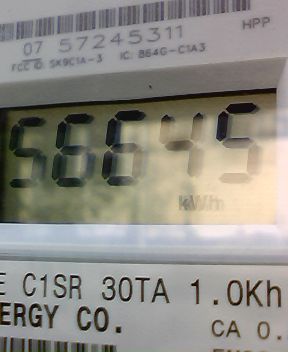 07 57245311 HPP
FCC ID: SK9C1A-3 IC: 864G-C1A3
56645
kWh
E C1SR 30TA 1.0Kh
ERGY CO. CA 0.